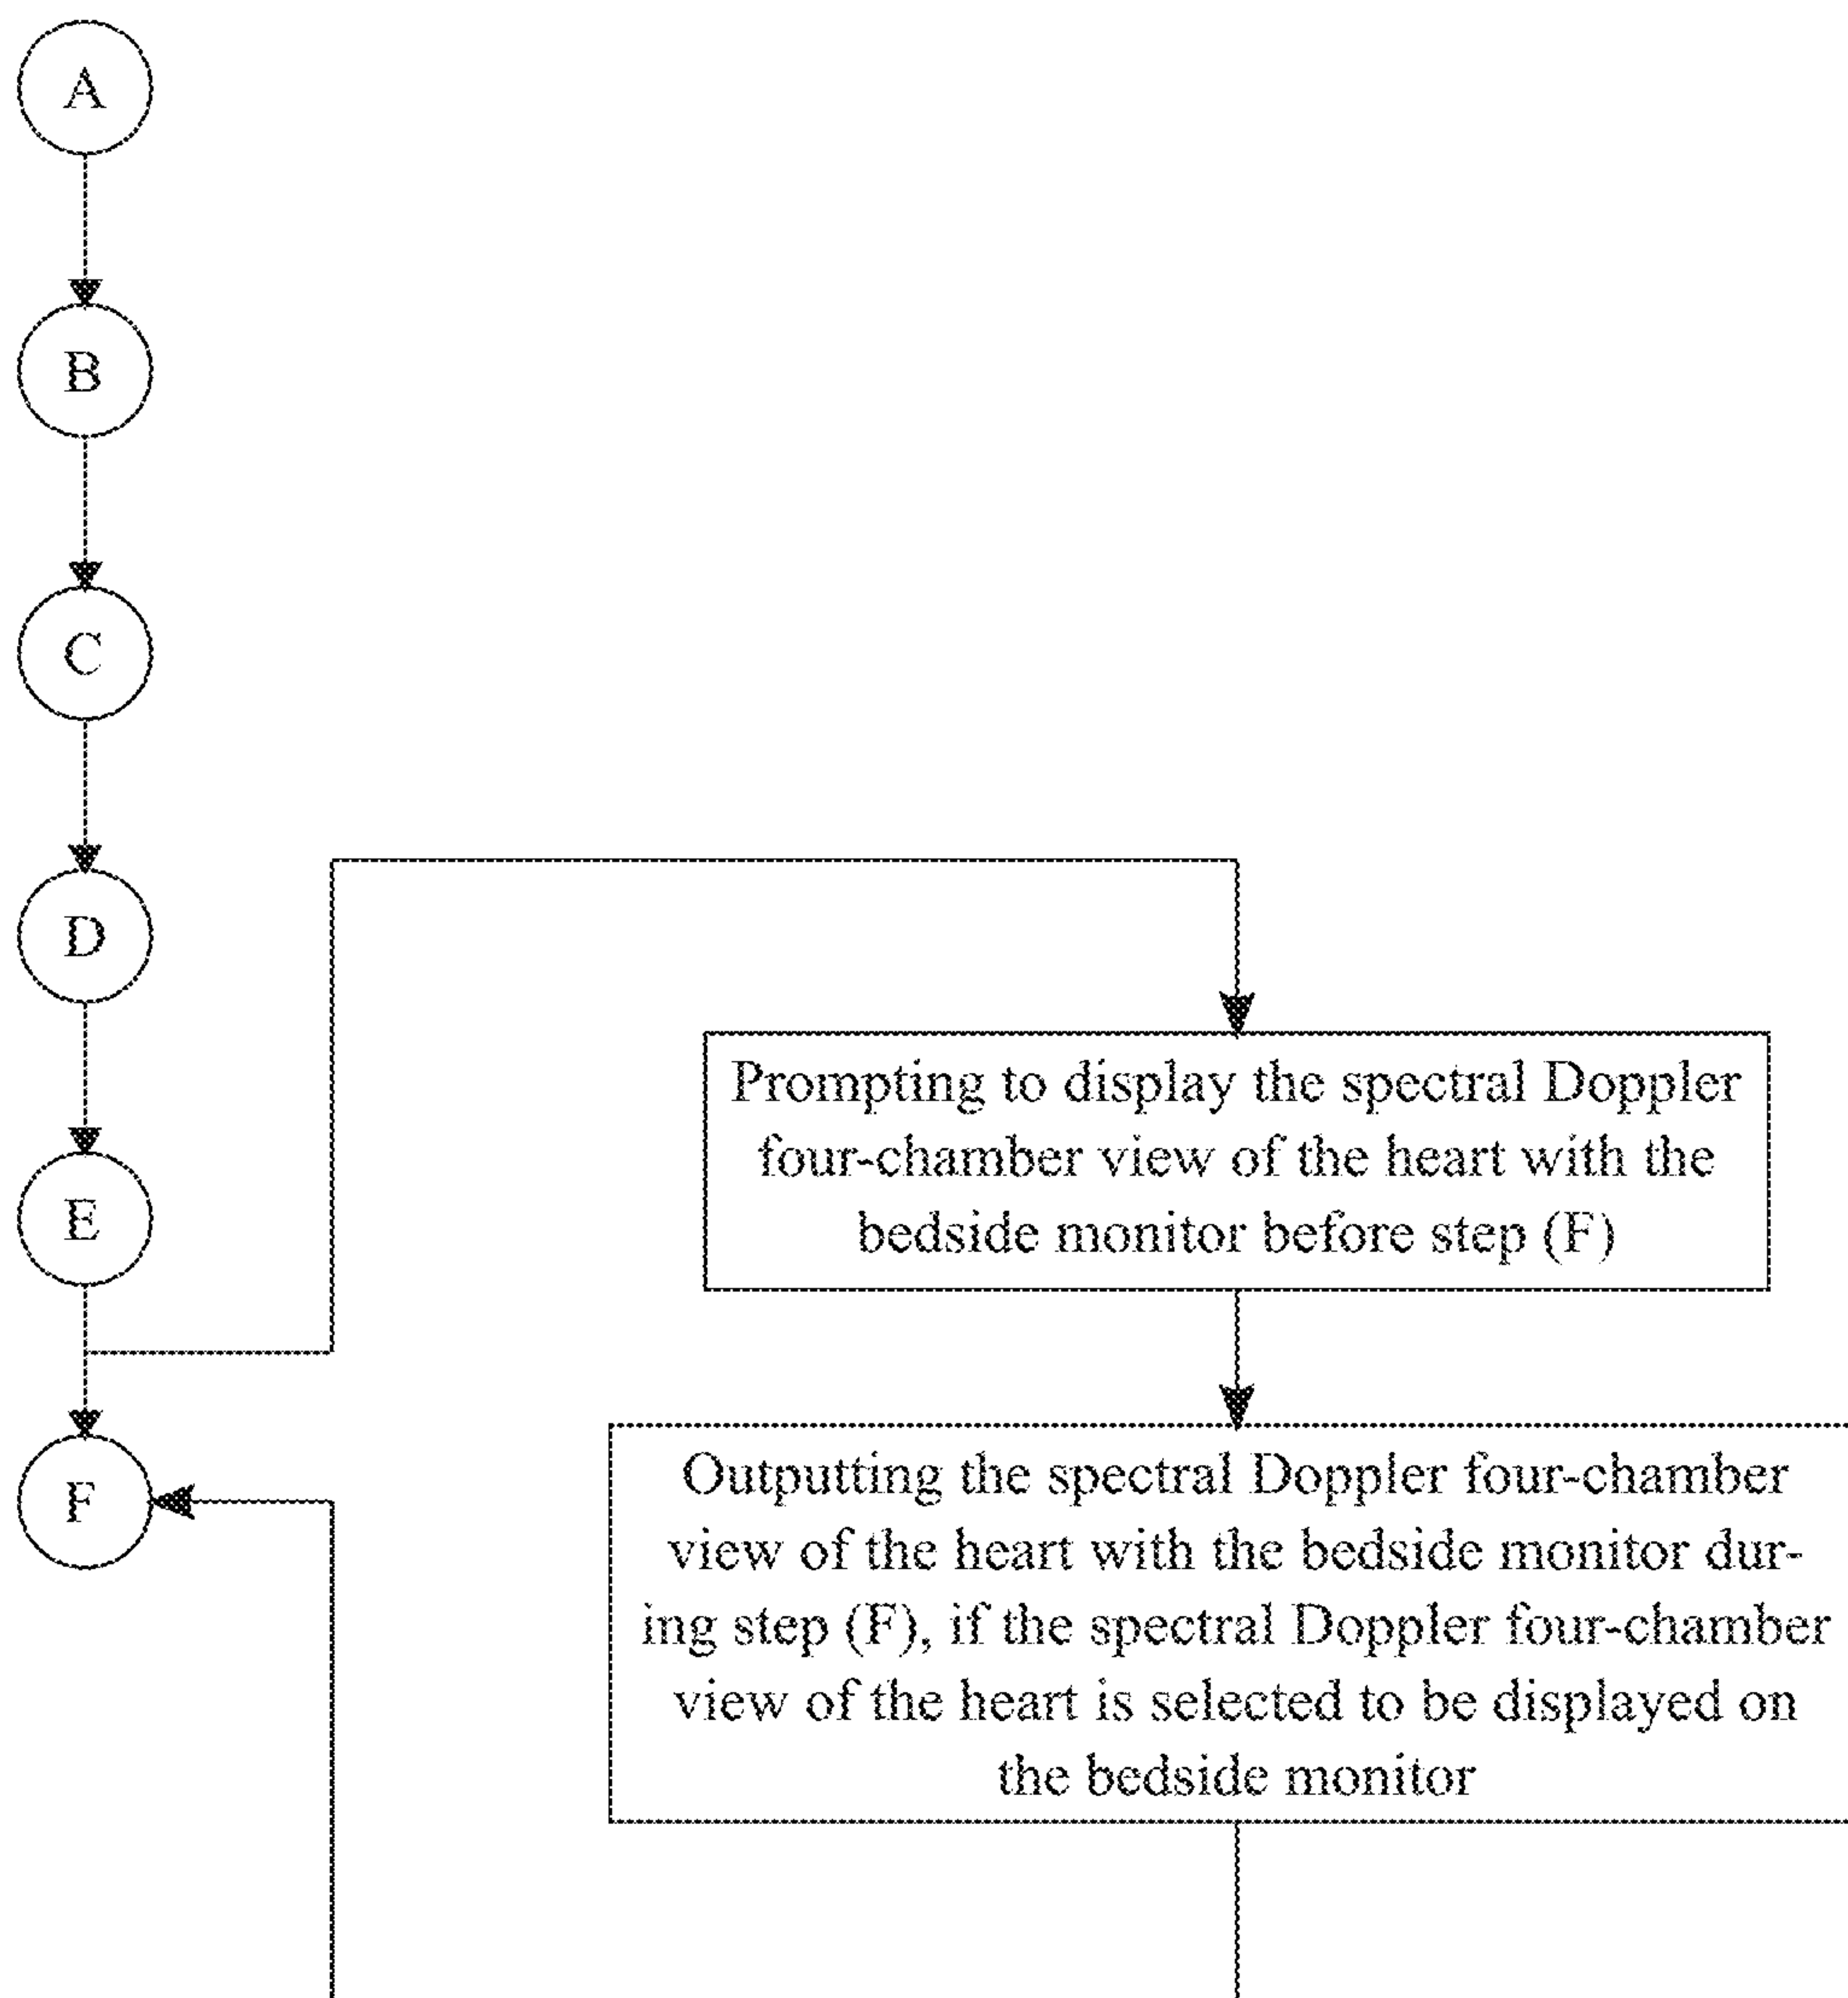 A
B
C
D
E
F
Prompting to display the spectral Doppler
four-chamber view of the heart with the
bedside monitor before step (F)
Outputting the spectral Doppler four-chamber
view of the heart with the bedside monitor dur-
ing step (F), if the spectral Doppler four-chamber
view of the heart is selected to be displayed on
the bedside monitor